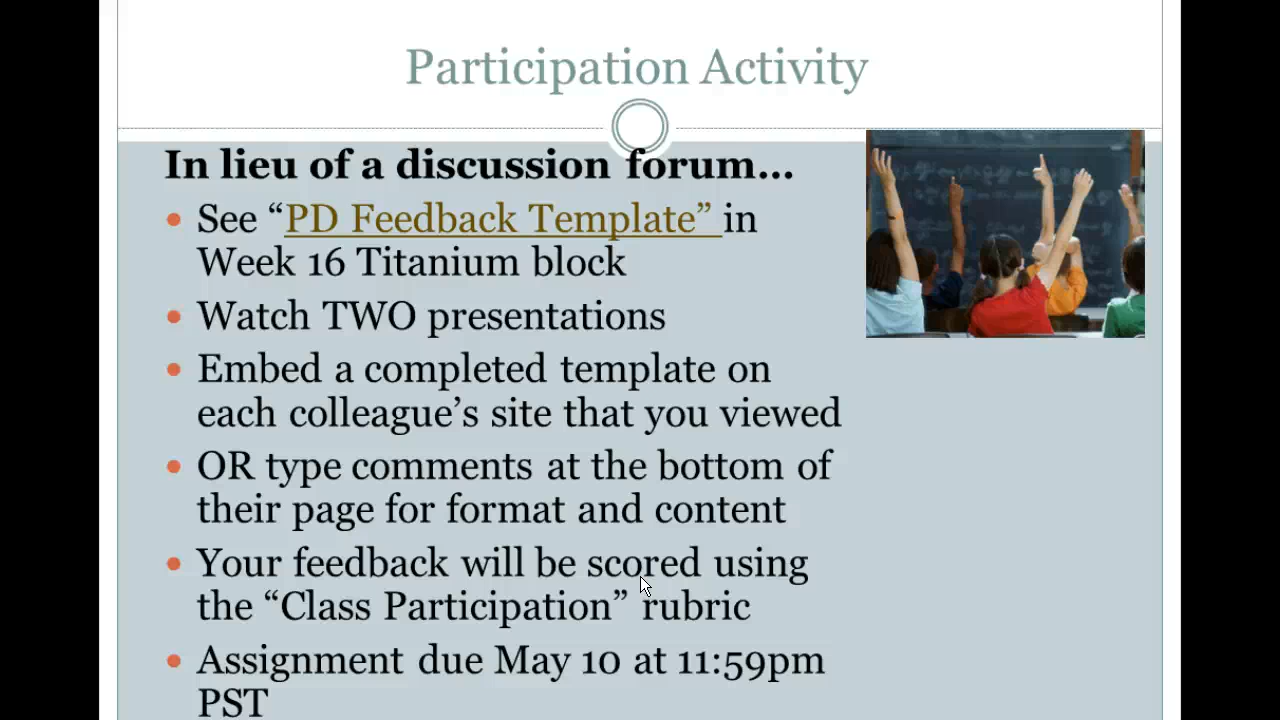 Participation Activity
In lieu of a discussion forum...
• See “PD Feedback Template” in
Week 16 Titanium block
• Watch TWO presentations
• Embed a completed template on
each colleague’s site that you viewed
• OR type comments at the bottom of
their page for format and content
• Your feedback will be scored using
the “Class Participation” rubric
• Assignment due May 10 at 11:59pm
PST